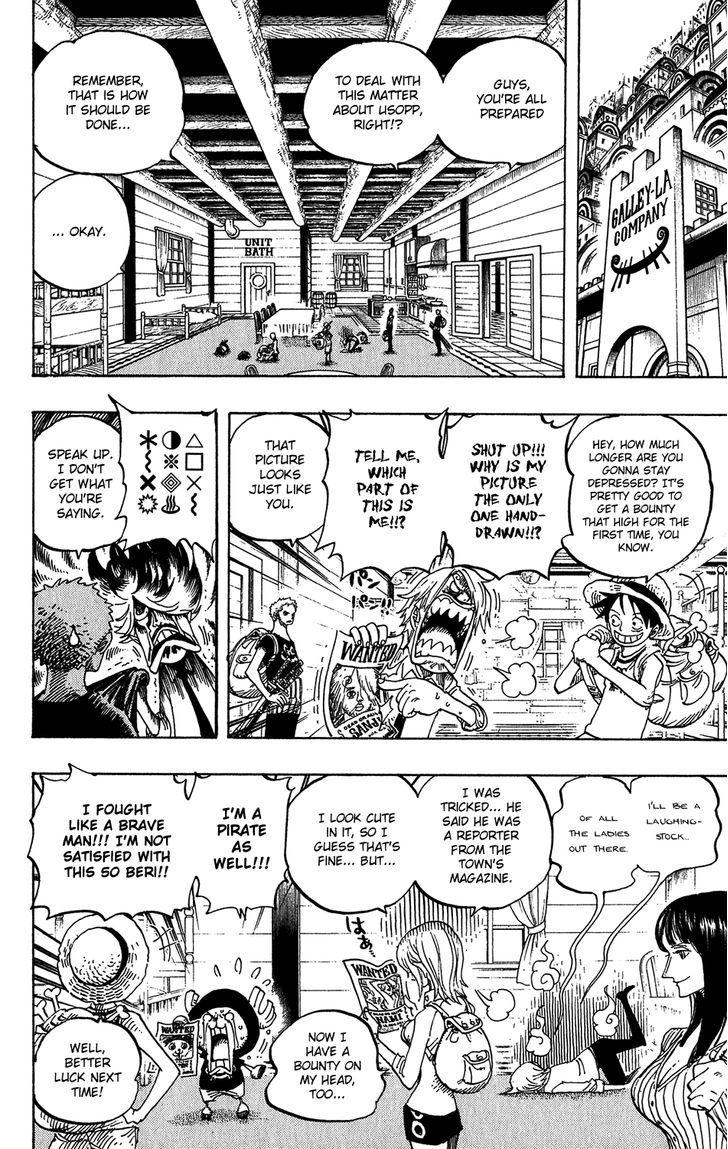 GALLEY-LA
COMPANY
GUYS,
YOU'RE ALL
PREPARED
TO DEAL WITH
THIS MATTER
ABOUT USOPP,
RIGHT!?
REMEMBER,
THAT IS HOW
IT SHOULD BE
DONE...
... OKAY.
UNIT
BATH
HEY, HOW MUCH
LONGER ARE YOU
GONNA STAY
DEPRESSED? IT'S
PRETTY GOOD TO
GET A BOUNTY
THAT HIGH FOR THE
FIRST TIME, YOU
KNOW.
SHUT UP!!!
WHY IS MY
PICTURE
THE ONLY
ONE HAND-
DRAWN!!?
TELL ME,
WHICH
PART OF
THIS IS
ME!!?
THAT
PICTURE
LOOKS
JUST LIKE
YOU.
パン
パン!!
WANTED
SANJI
SPEAK UP.
I DON'T
GET WHAT
YOU'RE
SAYING.
I'LL BE A
LAUGHING-
STOCK...
OF ALL
THE LADIES
OUT THERE.
I WAS
TRICKED... HE
SAID HE WAS
A REPORTER
FROM THE
TOWN'S
MAGAZINE.
I LOOK CUTE
IN IT, SO I
GUESS THAT'S
FINE... BUT...
はぁ
WANTED
NAMI
NOW I
HAVE A
BOUNTY ON
MY HEAD,
TOO...
I'M A
PIRATE
AS
WELL!!!
I FOUGHT
LIKE A BRAVE
MAN!!! I'M NOT
SATISFIED WITH
THIS 50 BERI!!
WANTED
WELL,
BETTER
LUCK NEXT
TIME!